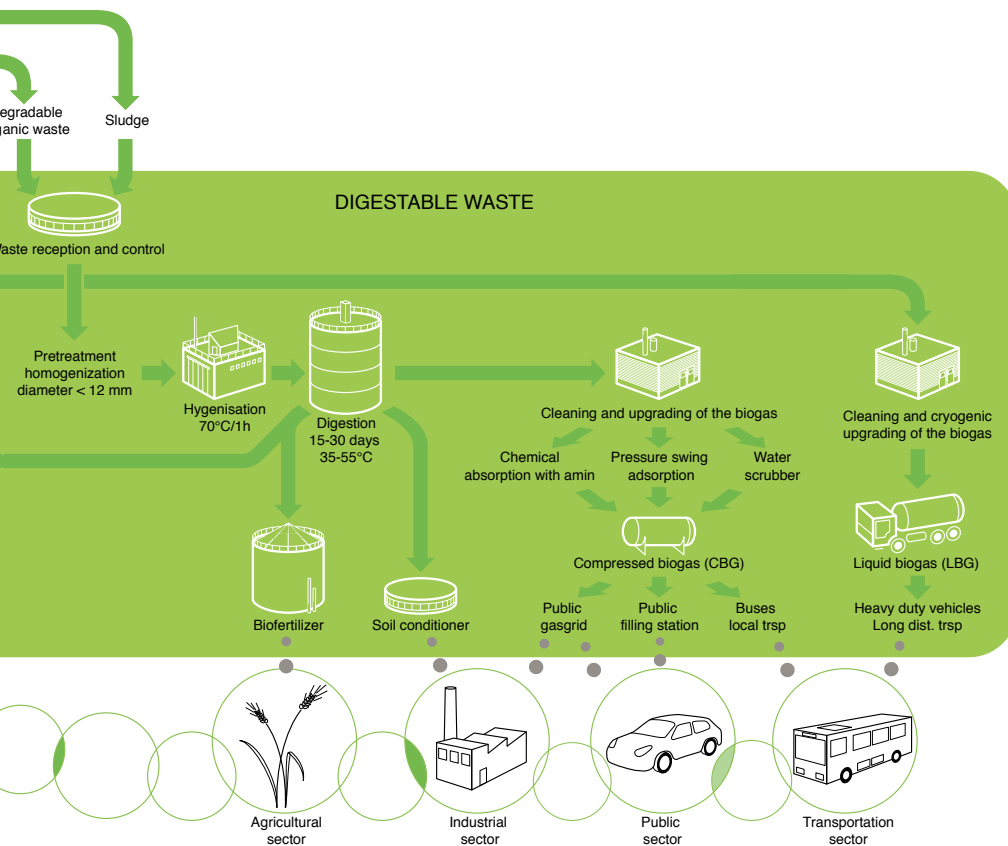 egradable
ganic waste
Sludge
DIGESTABLE WASTE
Waste reception and control
Pretreatment
homogenization
diameter < 12 mm
Hygenisation
70°C/1h
Digestion
15-30 days
35-55°C
Cleaning and upgrading of the biogas
Cleaning and cryogenic
upgrading of the biogas
Chemical
absorption with amin
Pressure swing
adsorption
Water
scrubber
Compressed biogas (CBG)
Liquid biogas (LBG)
Biofertilizer
Soil conditioner
Public
gasgrid
Public
filling station
Buses
local trsp
Heavy duty vehicles
Long dist. trsp
Agricultural
sector
Industrial
sector
Public
sector
Transportation
sector